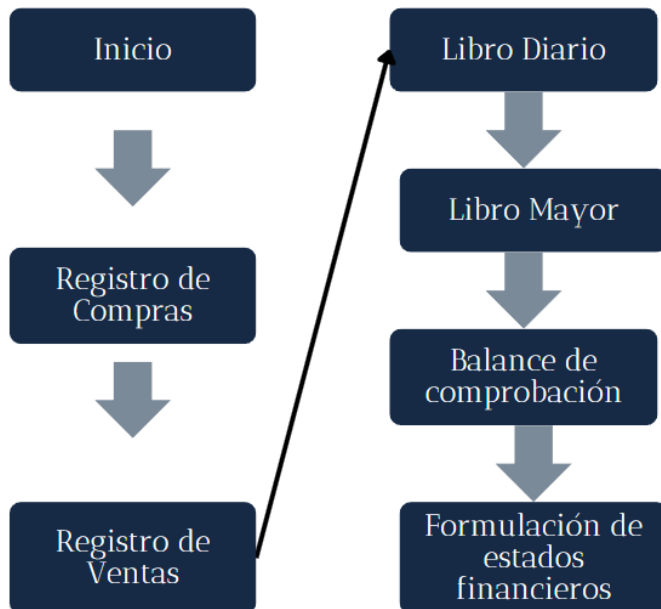 Inicio
Registro de
Compras
Registro de
Ventas
Libro Diario
Libro Mayor
Balance de
comprobación
Formulación de
estados
financieros